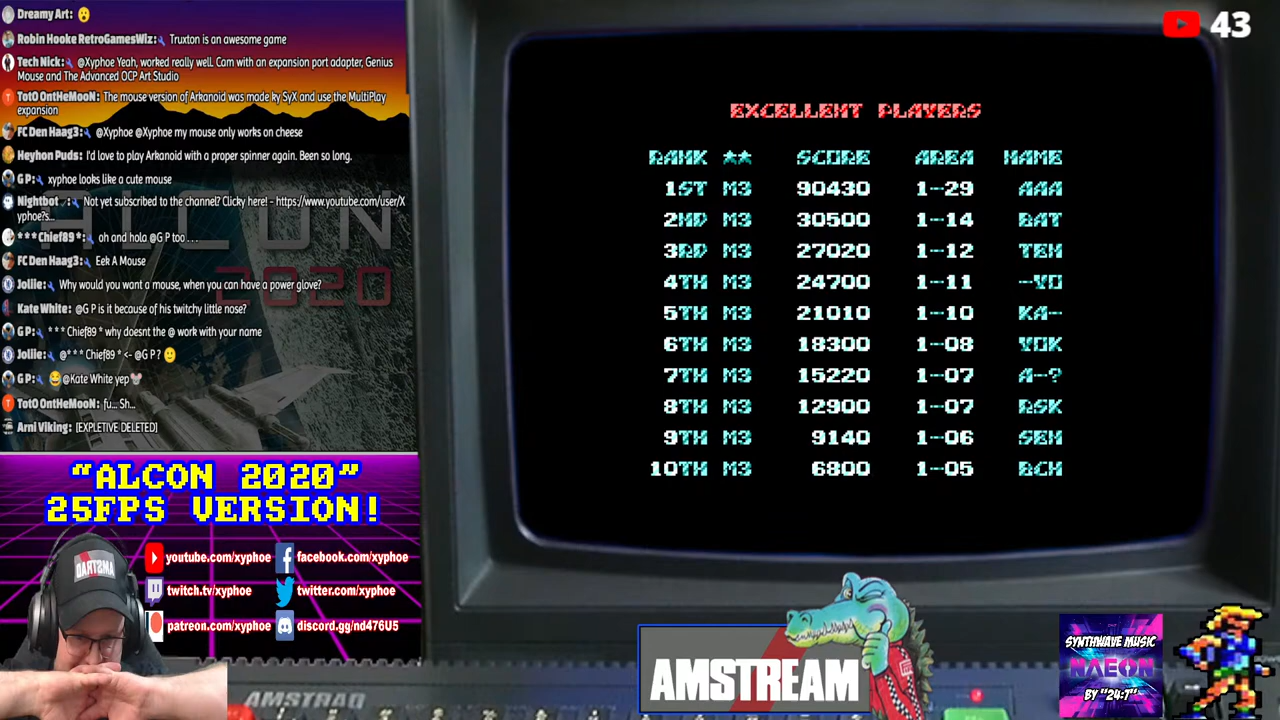 Dreamy Art:
Robin Hooke RetroGamesWiz: Truxton is an awesome game
Tech Nick: @Xyphoe Yeah, worked really well. Cam with an expansion port adapter, Genius
Mouse and The Advanced OCP Art Studio
TotO OntHeMooN: The mouse version of Arkanoid was made ky SyX and use the MultiPlay
expansion
FC Den Haag3: @Xyphoe @Xyphoe my mouse only works on cheese
Heyhon Puds: I'd love to play Arkanoid with a proper spinner again. Been so long.
G P: xyphoe looks like a cute mouse
Nightbot: Not yet subscribed to the channel? Clicky here! - https://www.youtube.com/user/X
yphoe?s...
* * *Chief89 *: oh and hola @G P too . . .
FC Den Haag3: Eek A Mouse
Jollie: Why would you want a mouse, when you can have a power glove?
Kate White: @G P is it because of his twitchy little nose?
G P: * * *Chief89 * why doesnt the @ work with your name
Jollie: @* * *Chief89 * <- @G P ?
G P: @Kate White yep
TotO OntHeMooN: fu... Sh...
Arni Viking: [EXPLETIVE DELETED]
ALCON
2020
"ALCON 2020"
25FPS VERSION!
AMSTRAD
youtube.com/xyphoe
facebook.com/xyphoe
twitch.tv/xyphoe
twitter.com/xyphoe
patreon.com/xyphoe
discord.gg/nd476U5
43
EXCELLENT PLAYERS
RANK ★★ SCORE AREA NAME
1ST M3 90430 1-29 AAA
2ND M3 30500 1-14 BAT
3RD M3 27020 1-12 TEN
4TH M3 24700 1-11 -YO
5TH M3 21010 1-10 KA-
6TH M3 18300 1-08 YOK
7TH M3 15220 1-07 A-?
8TH M3 12900 1-07 RSK
9TH M3 9140 1-06 SEN
10TH M3 6800 1-05 BCH
AMSTRAD
AMSTREAM
SYNTHWAVE MUSIC
NAEON
BY "24:7"